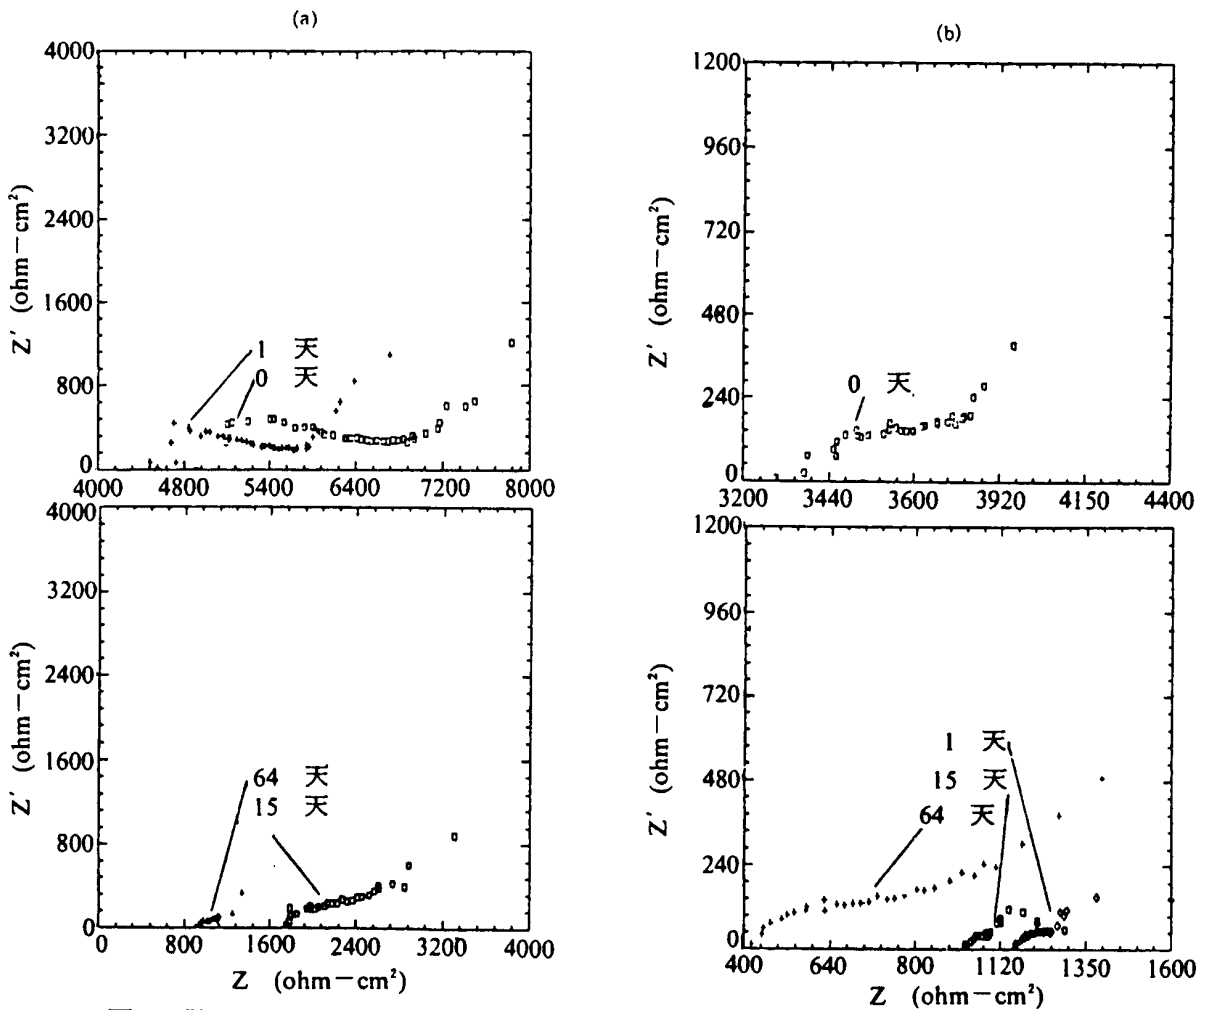 (a)
4000
3200
2400
1600
800
0
Z′ (ohm−cm²)
1 天
0 天
4000 4800 5400 6400 7200 8000
(b)
1200
960
720
480
240
0
Z′ (ohm−cm²)
0 天
3200 3440 3600 3920 4150 4400
4000
3200
2400
1600
800
0
Z′ (ohm−cm²)
64 天
15 天
0 800 1600 2400 3200 4000
Z (ohm−cm²)
1200
960
720
480
240
0
Z′ (ohm−cm²)
1 天
15 天
64 天
400 640 800 1120 1350 1600
Z (ohm−cm²)